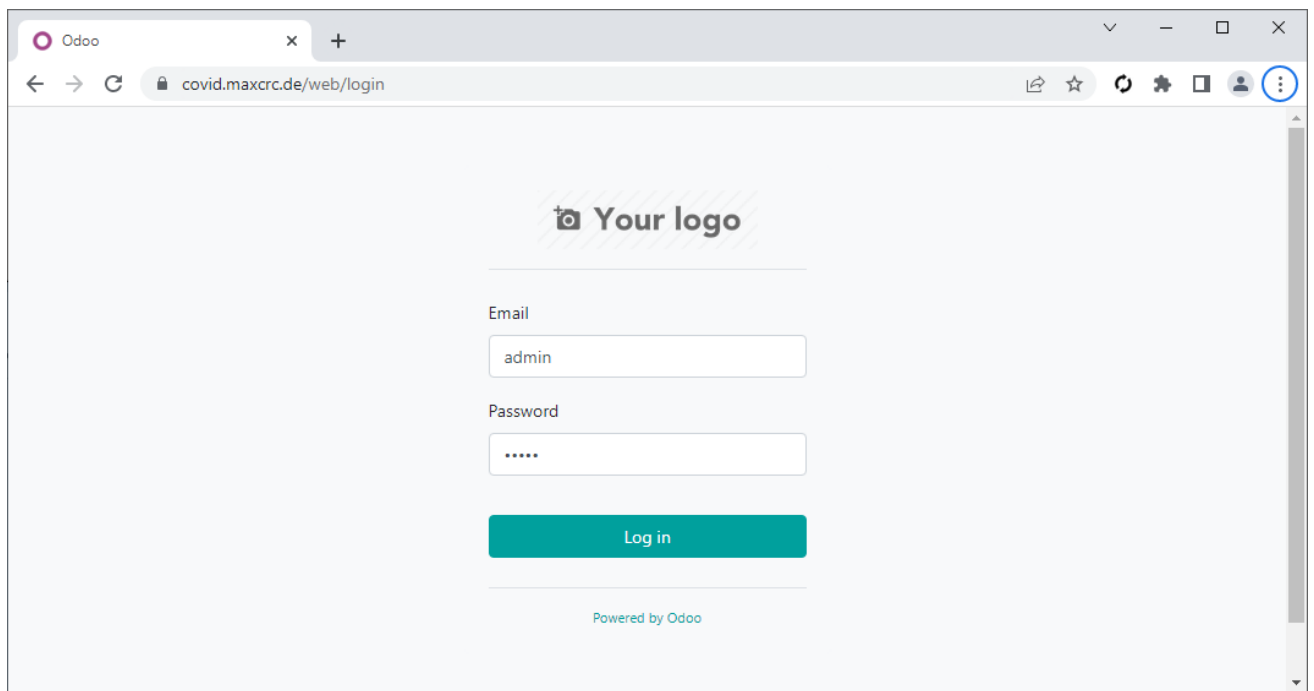 Odoo
covid.maxcrc.de/web/login
Your logo
Email
admin
Password
•••••
Log in
Powered by Odoo